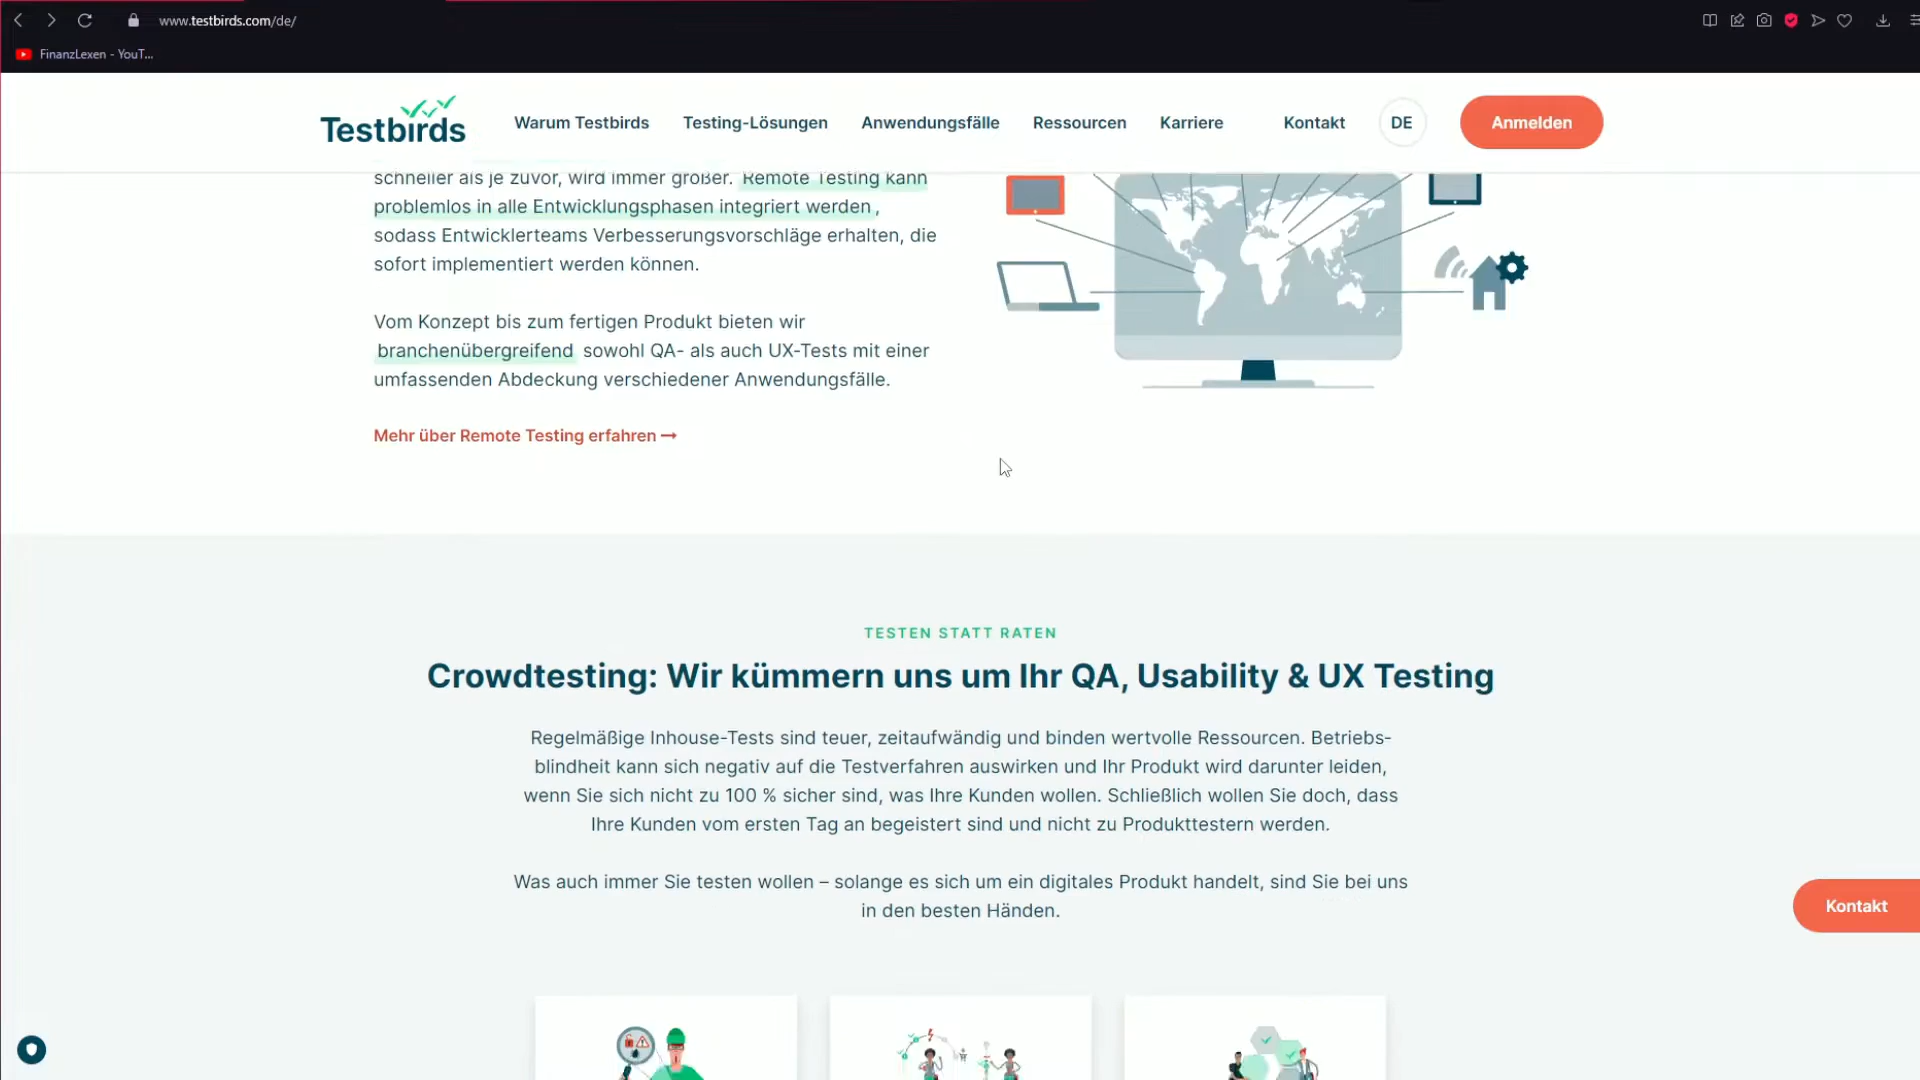 www.testbirds.com/de/
FinanzLexen - YouT...
Testbirds
Warum Testbirds
Testing-Lösungen
Anwendungsfälle
Ressourcen
Karriere
Kontakt
DE
Anmelden
schneller als je zuvor, wird immer größer. Remote Testing kann
problemlos in alle Entwicklungsphasen integriert werden,
sodass Entwicklerteams Verbesserungsvorschläge erhalten, die
sofort implementiert werden können.
Vom Konzept bis zum fertigen Produkt bieten wir
branchenübergreifend sowohl QA- als auch UX-Tests mit einer
umfassenden Abdeckung verschiedener Anwendungsfälle.
Mehr über Remote Testing erfahren →
TESTEN STATT RATEN
Crowdtesting: Wir kümmern uns um Ihr QA, Usability & UX Testing
Regelmäßige Inhouse-Tests sind teuer, zeitaufwändig und binden wertvolle Ressourcen. Betriebs-
blindheit kann sich negativ auf die Testverfahren auswirken und Ihr Produkt wird darunter leiden,
wenn Sie sich nicht zu 100 % sicher sind, was Ihre Kunden wollen. Schließlich wollen Sie doch, dass
Ihre Kunden vom ersten Tag an begeistert sind und nicht zu Produkttestern werden.
Was auch immer Sie testen wollen – solange es sich um ein digitales Produkt handelt, sind Sie bei uns
in den besten Händen.
Kontakt